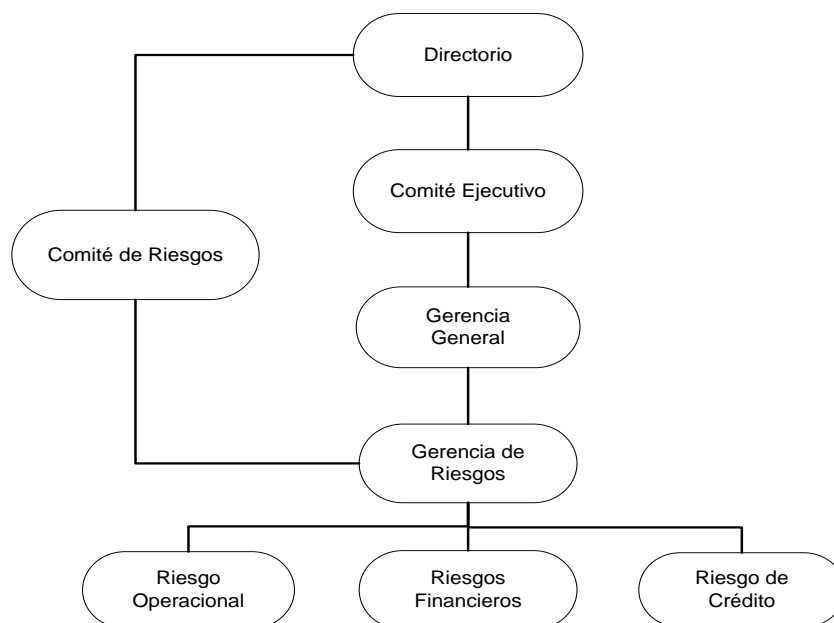 Directorio
Comité Ejecutivo
Comité de Riesgos
Gerencia
General
Gerencia de
Riesgos
Riesgo
Operacional
Riesgos
Financieros
Riesgo de
Crédito